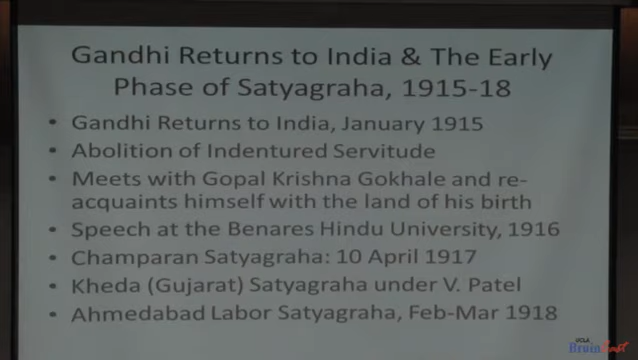 Gandhi Returns to India & The Early
Phase of Satyagraha, 1915-18
• Gandhi Returns to India, January 1915
• Abolition of Indentured Servitude
• Meets with Gopal Krishna Gokhale and re-
acquaints himself with the land of his birth
• Speech at the Benares Hindu University, 1916
• Champaran Satyagraha: 10 April 1917
• Kheda (Gujarat) Satyagraha under V. Patel
• Ahmedabad Labor Satyagraha, Feb-Mar 1918
UCLA
BruinCast